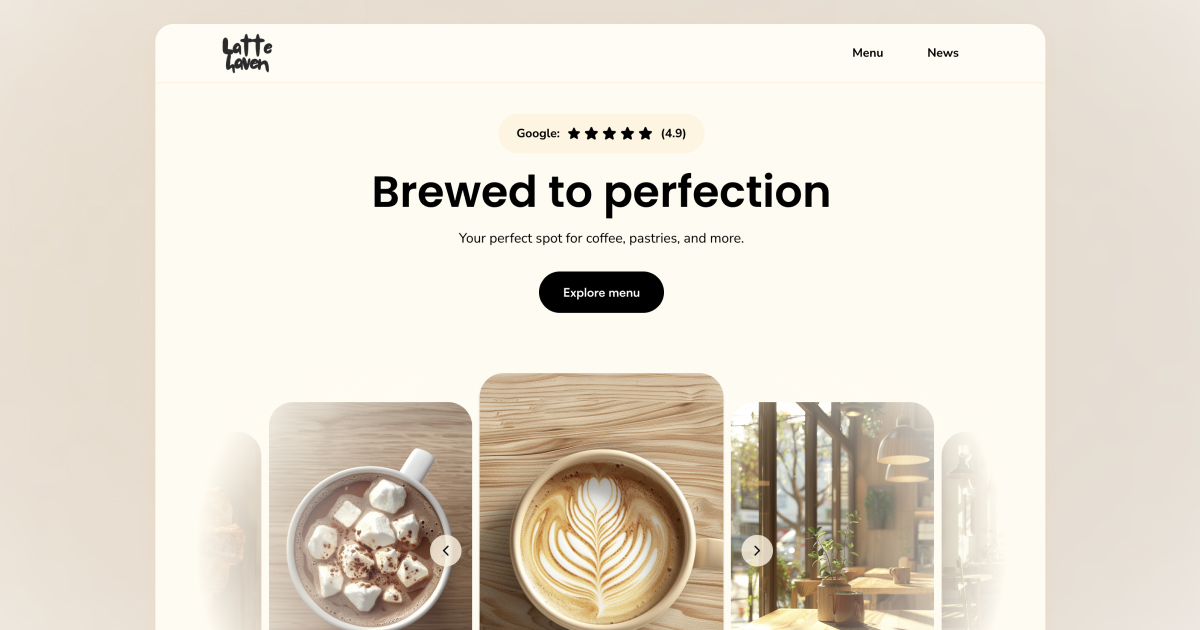 Latte
haven
Menu
News
Google: ★★★★★ (4.9)
Brewed to perfection
Your perfect spot for coffee, pastries, and more.
Explore menu